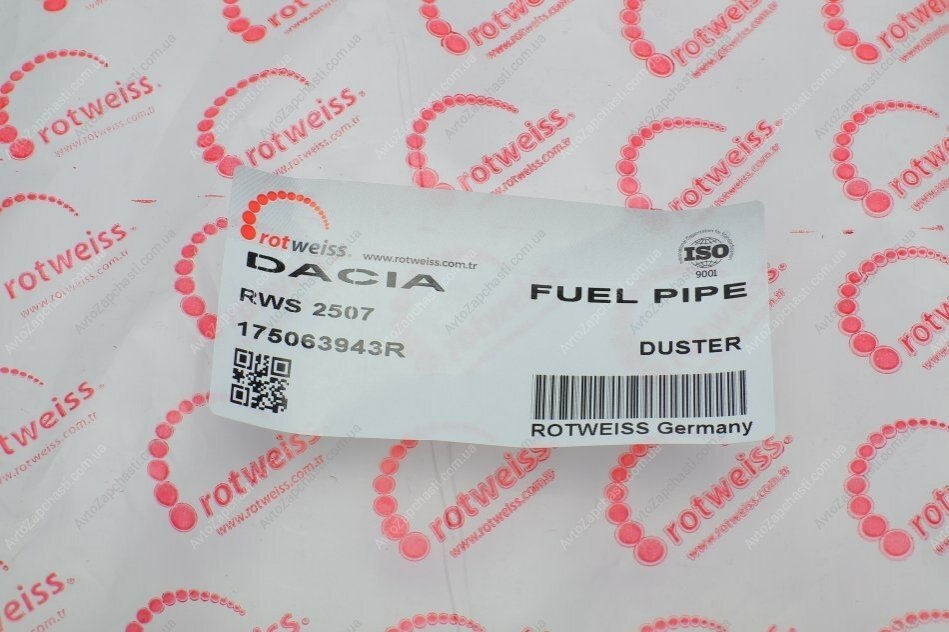 rotweiss® www.rotweiss.com.tr
DACIA
RWS 2507
175063943R
ISO
9001
FUEL PIPE
DUSTER
ROTWEISS Germany
rotweiss®
www.rotweiss.com.tr
AvtoZapchasti.com.ua